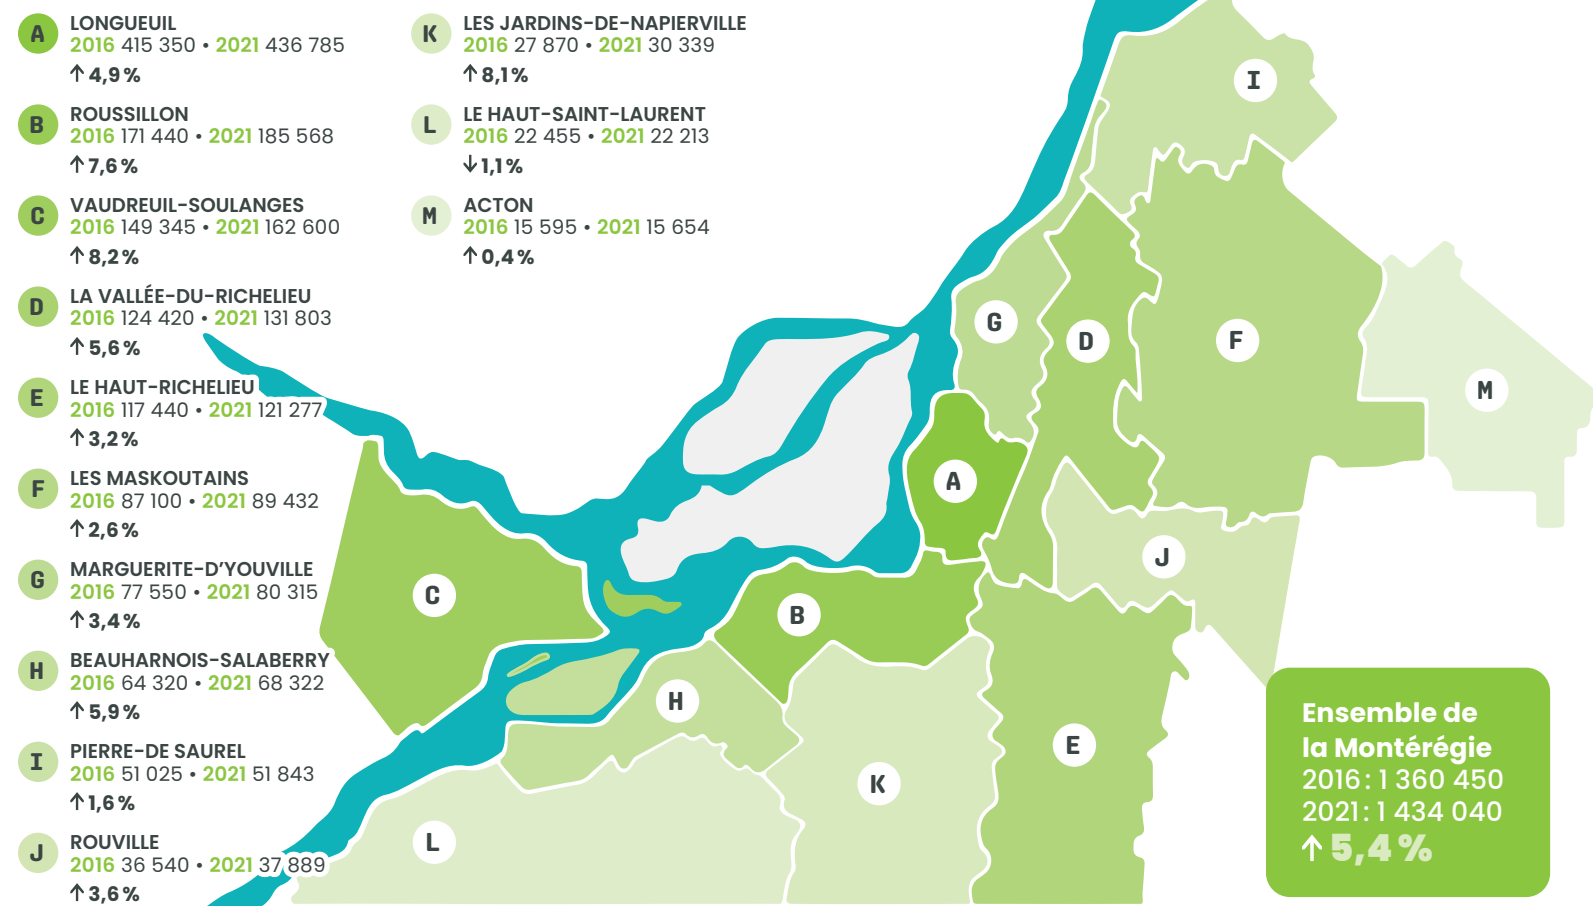 A
LONGUEUIL
2016 415 350 • 2021 436 785
↑ 4,9 %
B
ROUSSILLON
2016 171 440 • 2021 185 568
↑ 7,6 %
C
VAUDREUIL-SOULANGES
2016 149 345 • 2021 162 600
↑ 8,2 %
D
LA VALLÉE-DU-RICHELIEU
2016 124 420 • 2021 131 803
↑ 5,6 %
E
LE HAUT-RICHELIEU
2016 117 440 • 2021 121 277
↑ 3,2 %
F
LES MASKOUTAINS
2016 87 100 • 2021 89 432
↑ 2,6 %
G
MARGUERITE-D'YOUVILLE
2016 77 550 • 2021 80 315
↑ 3,4 %
H
BEAUHARNOIS-SALABERRY
2016 64 320 • 2021 68 322
↑ 5,9 %
I
PIERRE-DE SAUREL
2016 51 025 • 2021 51 843
↑ 1,6 %
J
ROUVILLE
2016 36 540 • 2021 37 889
↑ 3,6 %
K
LES JARDINS-DE-NAPIERVILLE
2016 27 870 • 2021 30 339
↑ 8,1 %
L
LE HAUT-SAINT-LAURENT
2016 22 455 • 2021 22 213
↓ 1,1 %
M
ACTON
2016 15 595 • 2021 15 654
↑ 0,4 %
I
G
D
F
M
A
J
C
B
H
E
K
L
Ensemble de
la Montérégie
2016 : 1 360 450
2021 : 1 434 040
↑ 5,4 %